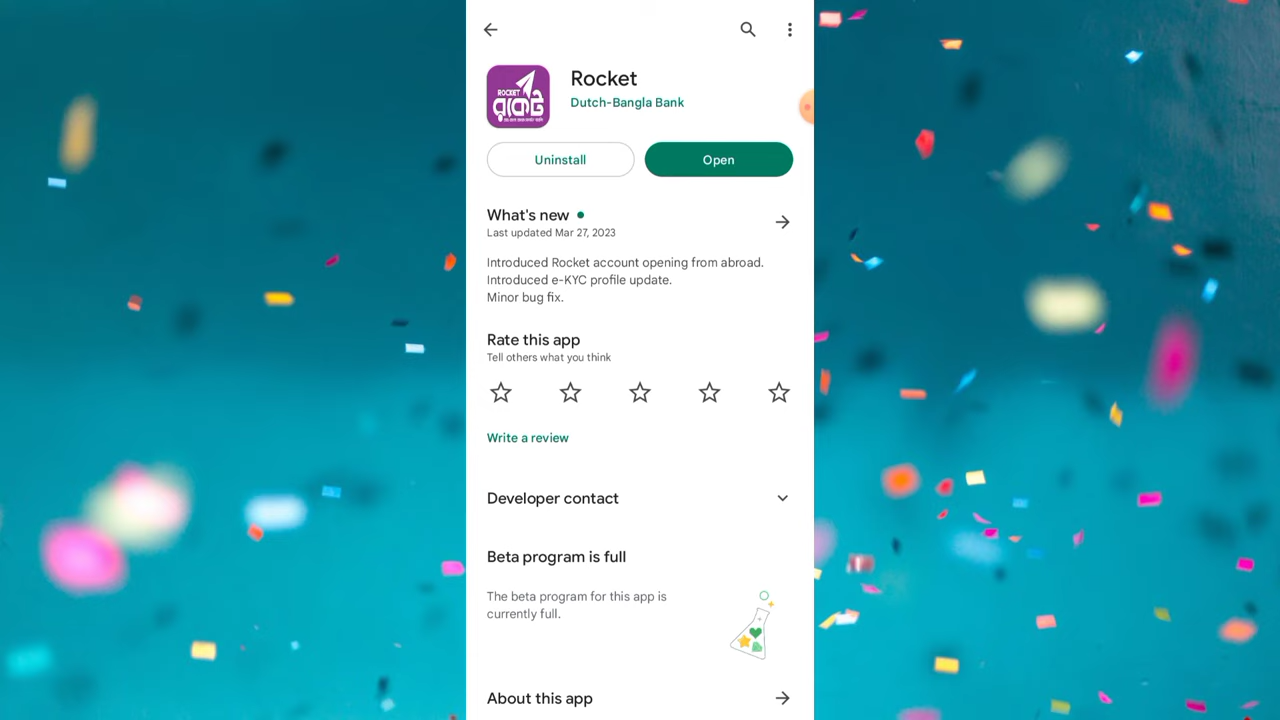 Rocket
Dutch-Bangla Bank
ROCKET
রকেট
Uninstall
Open
What's new
Last updated Mar 27, 2023
Introduced Rocket account opening from abroad.
Introduced e-KYC profile update.
Minor bug fix.
Rate this app
Tell others what you think
Write a review
Developer contact
Beta program is full
The beta program for this app is
currently full.
About this app